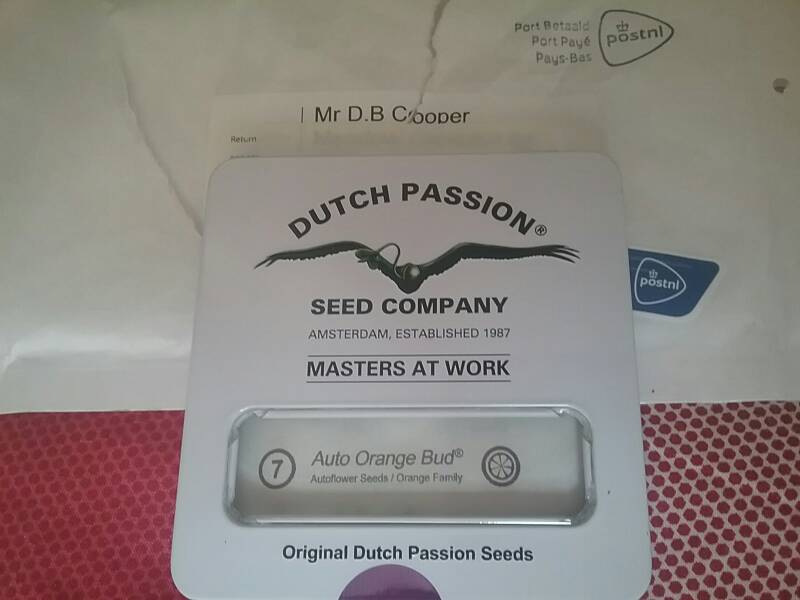 Port Betaald
Port Payé
Pays-Bas
postnl
Mr D.B Cooper
Return
DUTCH PASSION®
SEED COMPANY
AMSTERDAM, ESTABLISHED 1987
MASTERS AT WORK
postnl
7
Auto Orange Bud®
Autoflower Seeds / Orange Family
Original Dutch Passion Seeds